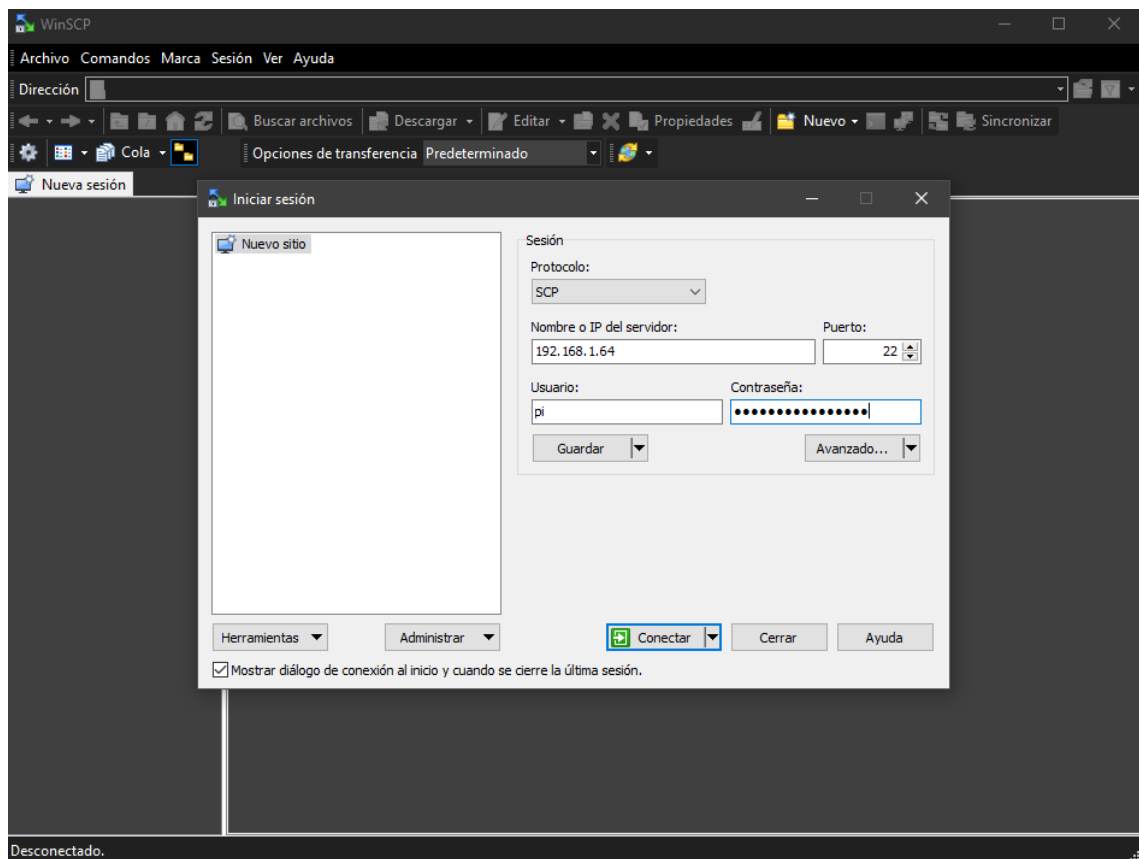 WinSCP
Archivo Comandos Marca Sesión Ver Ayuda
Dirección
Buscar archivos Descargar Editar Propiedades Nuevo Sincronizar
Cola Opciones de transferencia Predeterminado
Nueva sesión
Iniciar sesión
Nuevo sitio
Sesión
Protocolo:
SCP
Nombre o IP del servidor: Puerto:
192.168.1.64 22
Usuario: Contraseña:
pi ••••••••••••••••
Guardar Avanzado...
Herramientas Administrar Conectar Cerrar Ayuda
Mostrar diálogo de conexión al inicio y cuando se cierre la última sesión.
Desconectado.